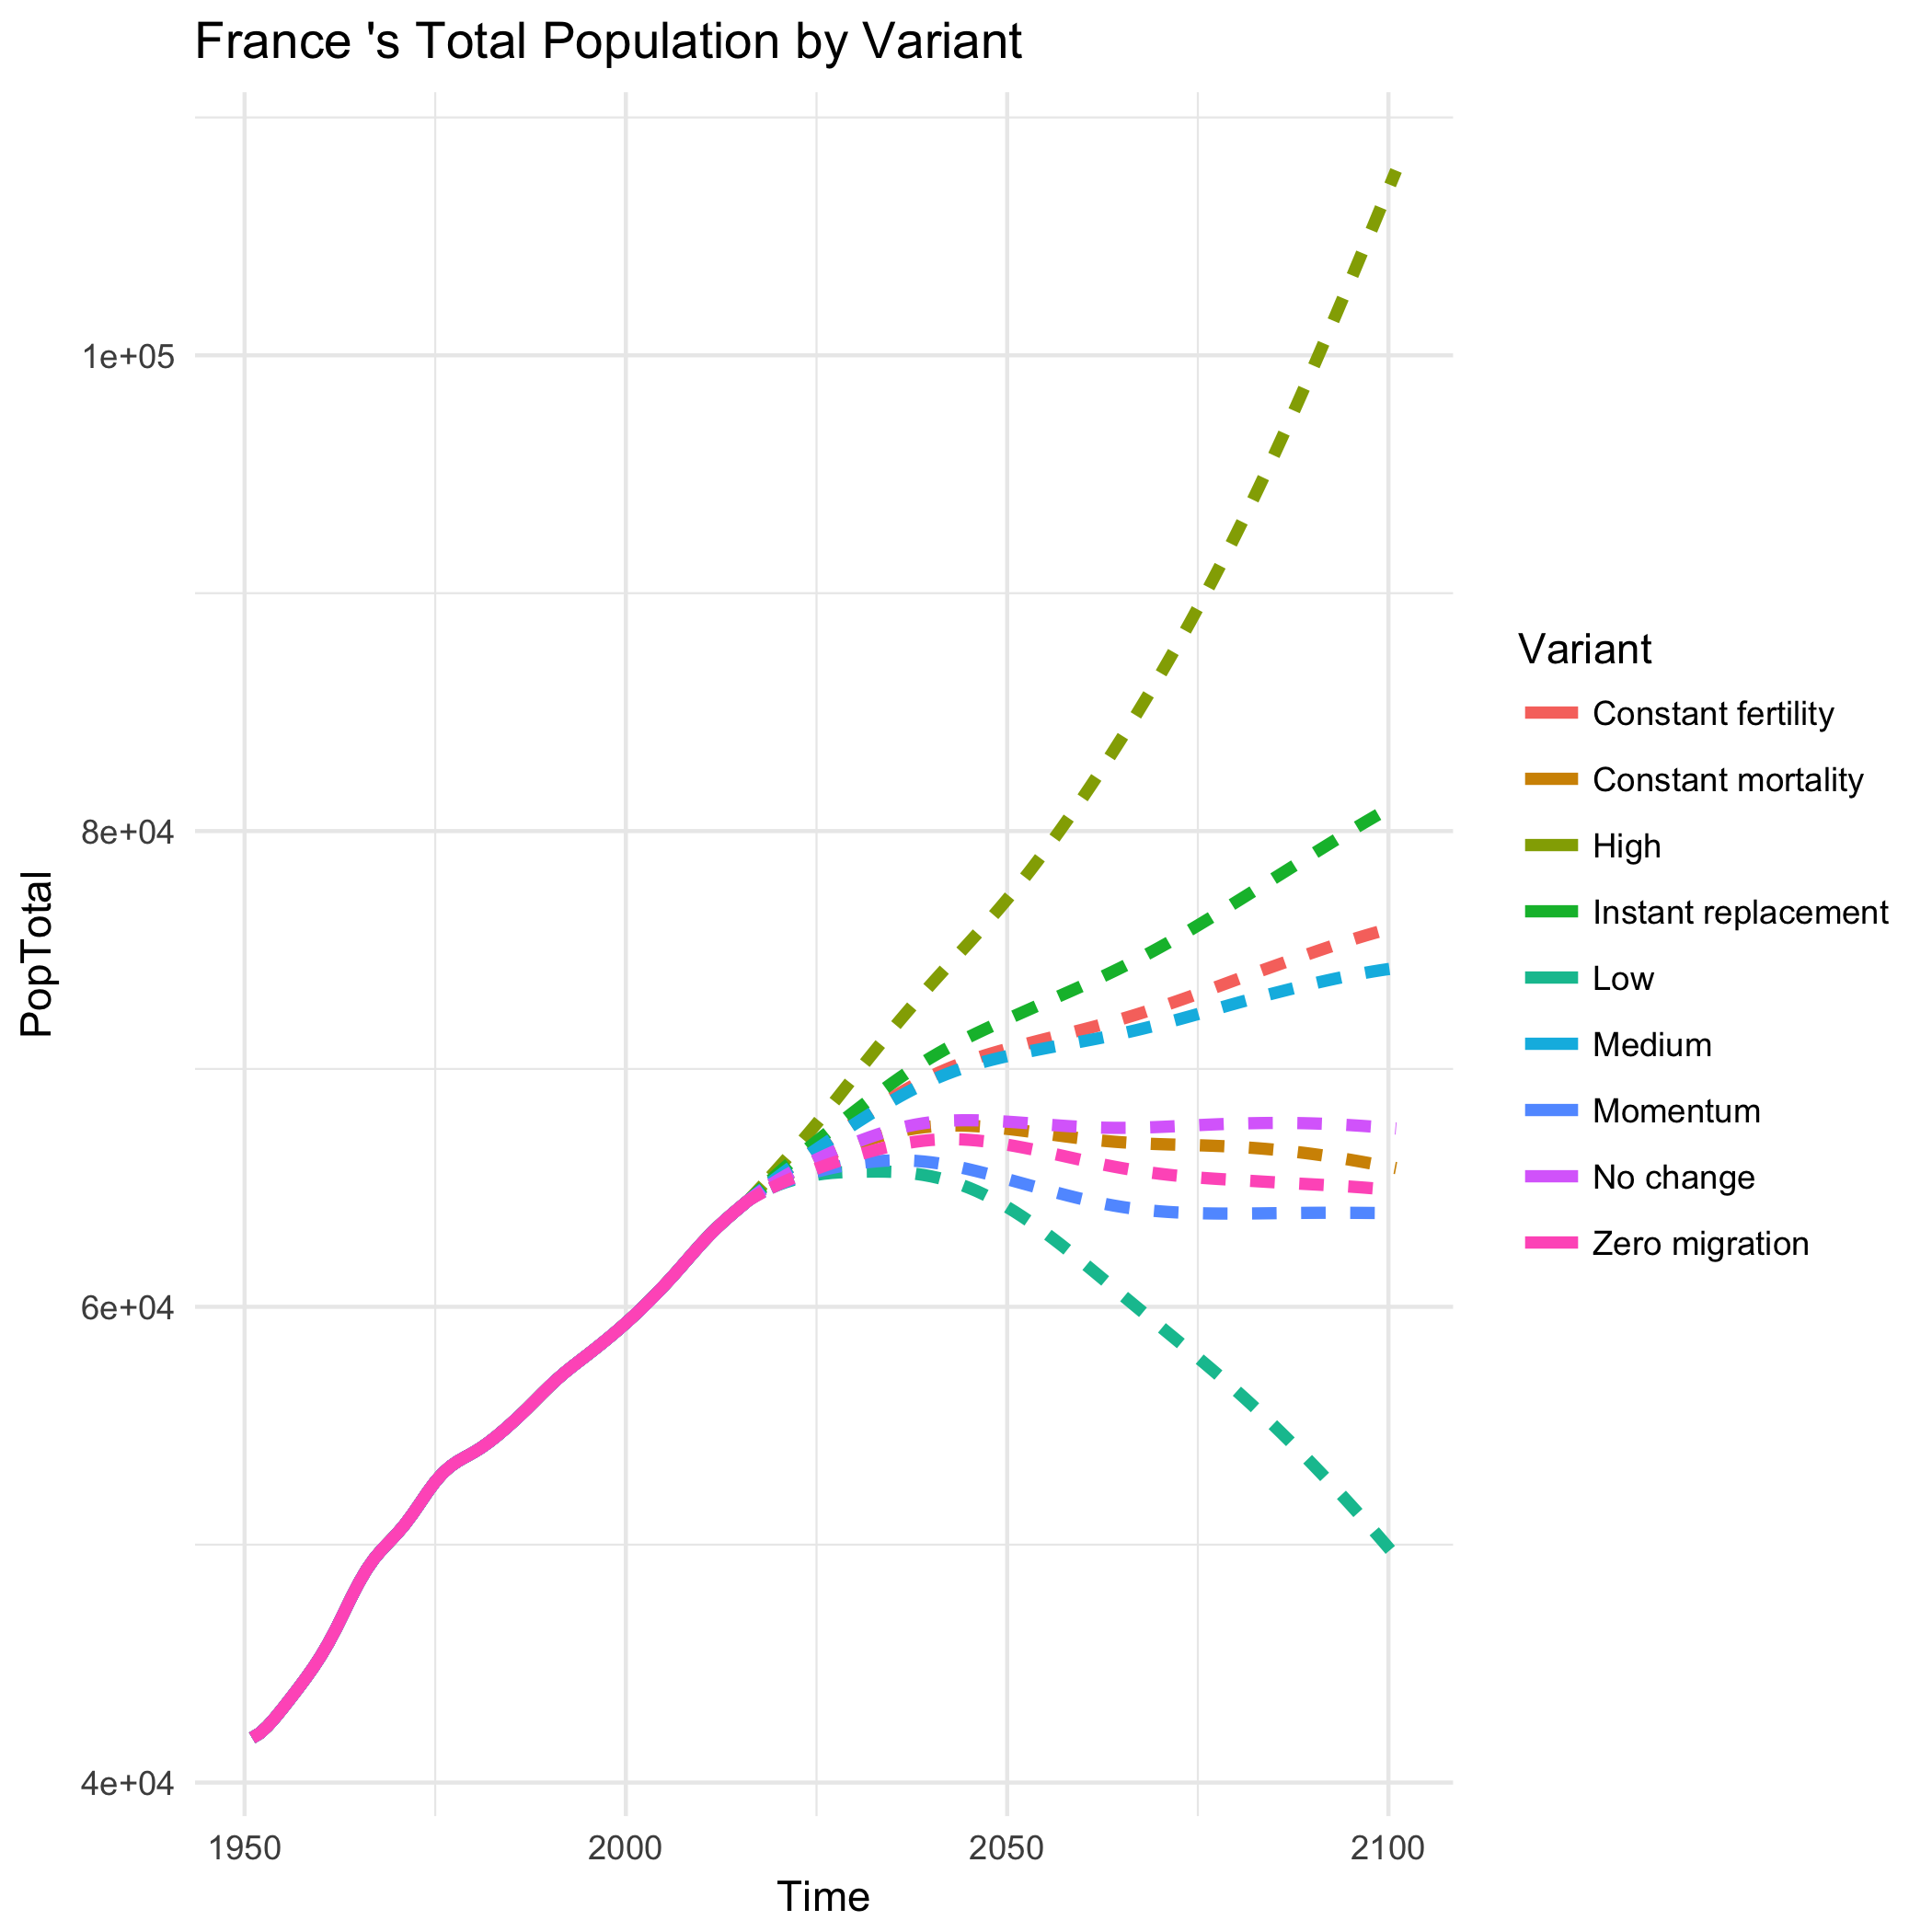 France 's Total Population by Variant
PopTotal
1e+05
8e+04
6e+04
4e+04
1950
2000
2050
2100
Time
Variant
Constant fertility
Constant mortality
High
Instant replacement
Low
Medium
Momentum
No change
Zero migration